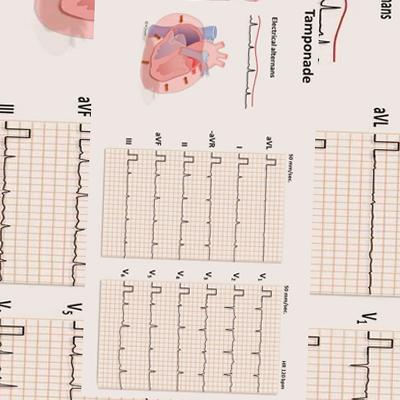 Tamponade
aVL
V₁
Electrical alternans
50 mm/sec.
50 mm/sec.
HR 120 bpm
aVL
V₁
I
V₂
-aVR
V₃
II
V₄
aVF
V₅
III
V₆
aVF
V₅
III